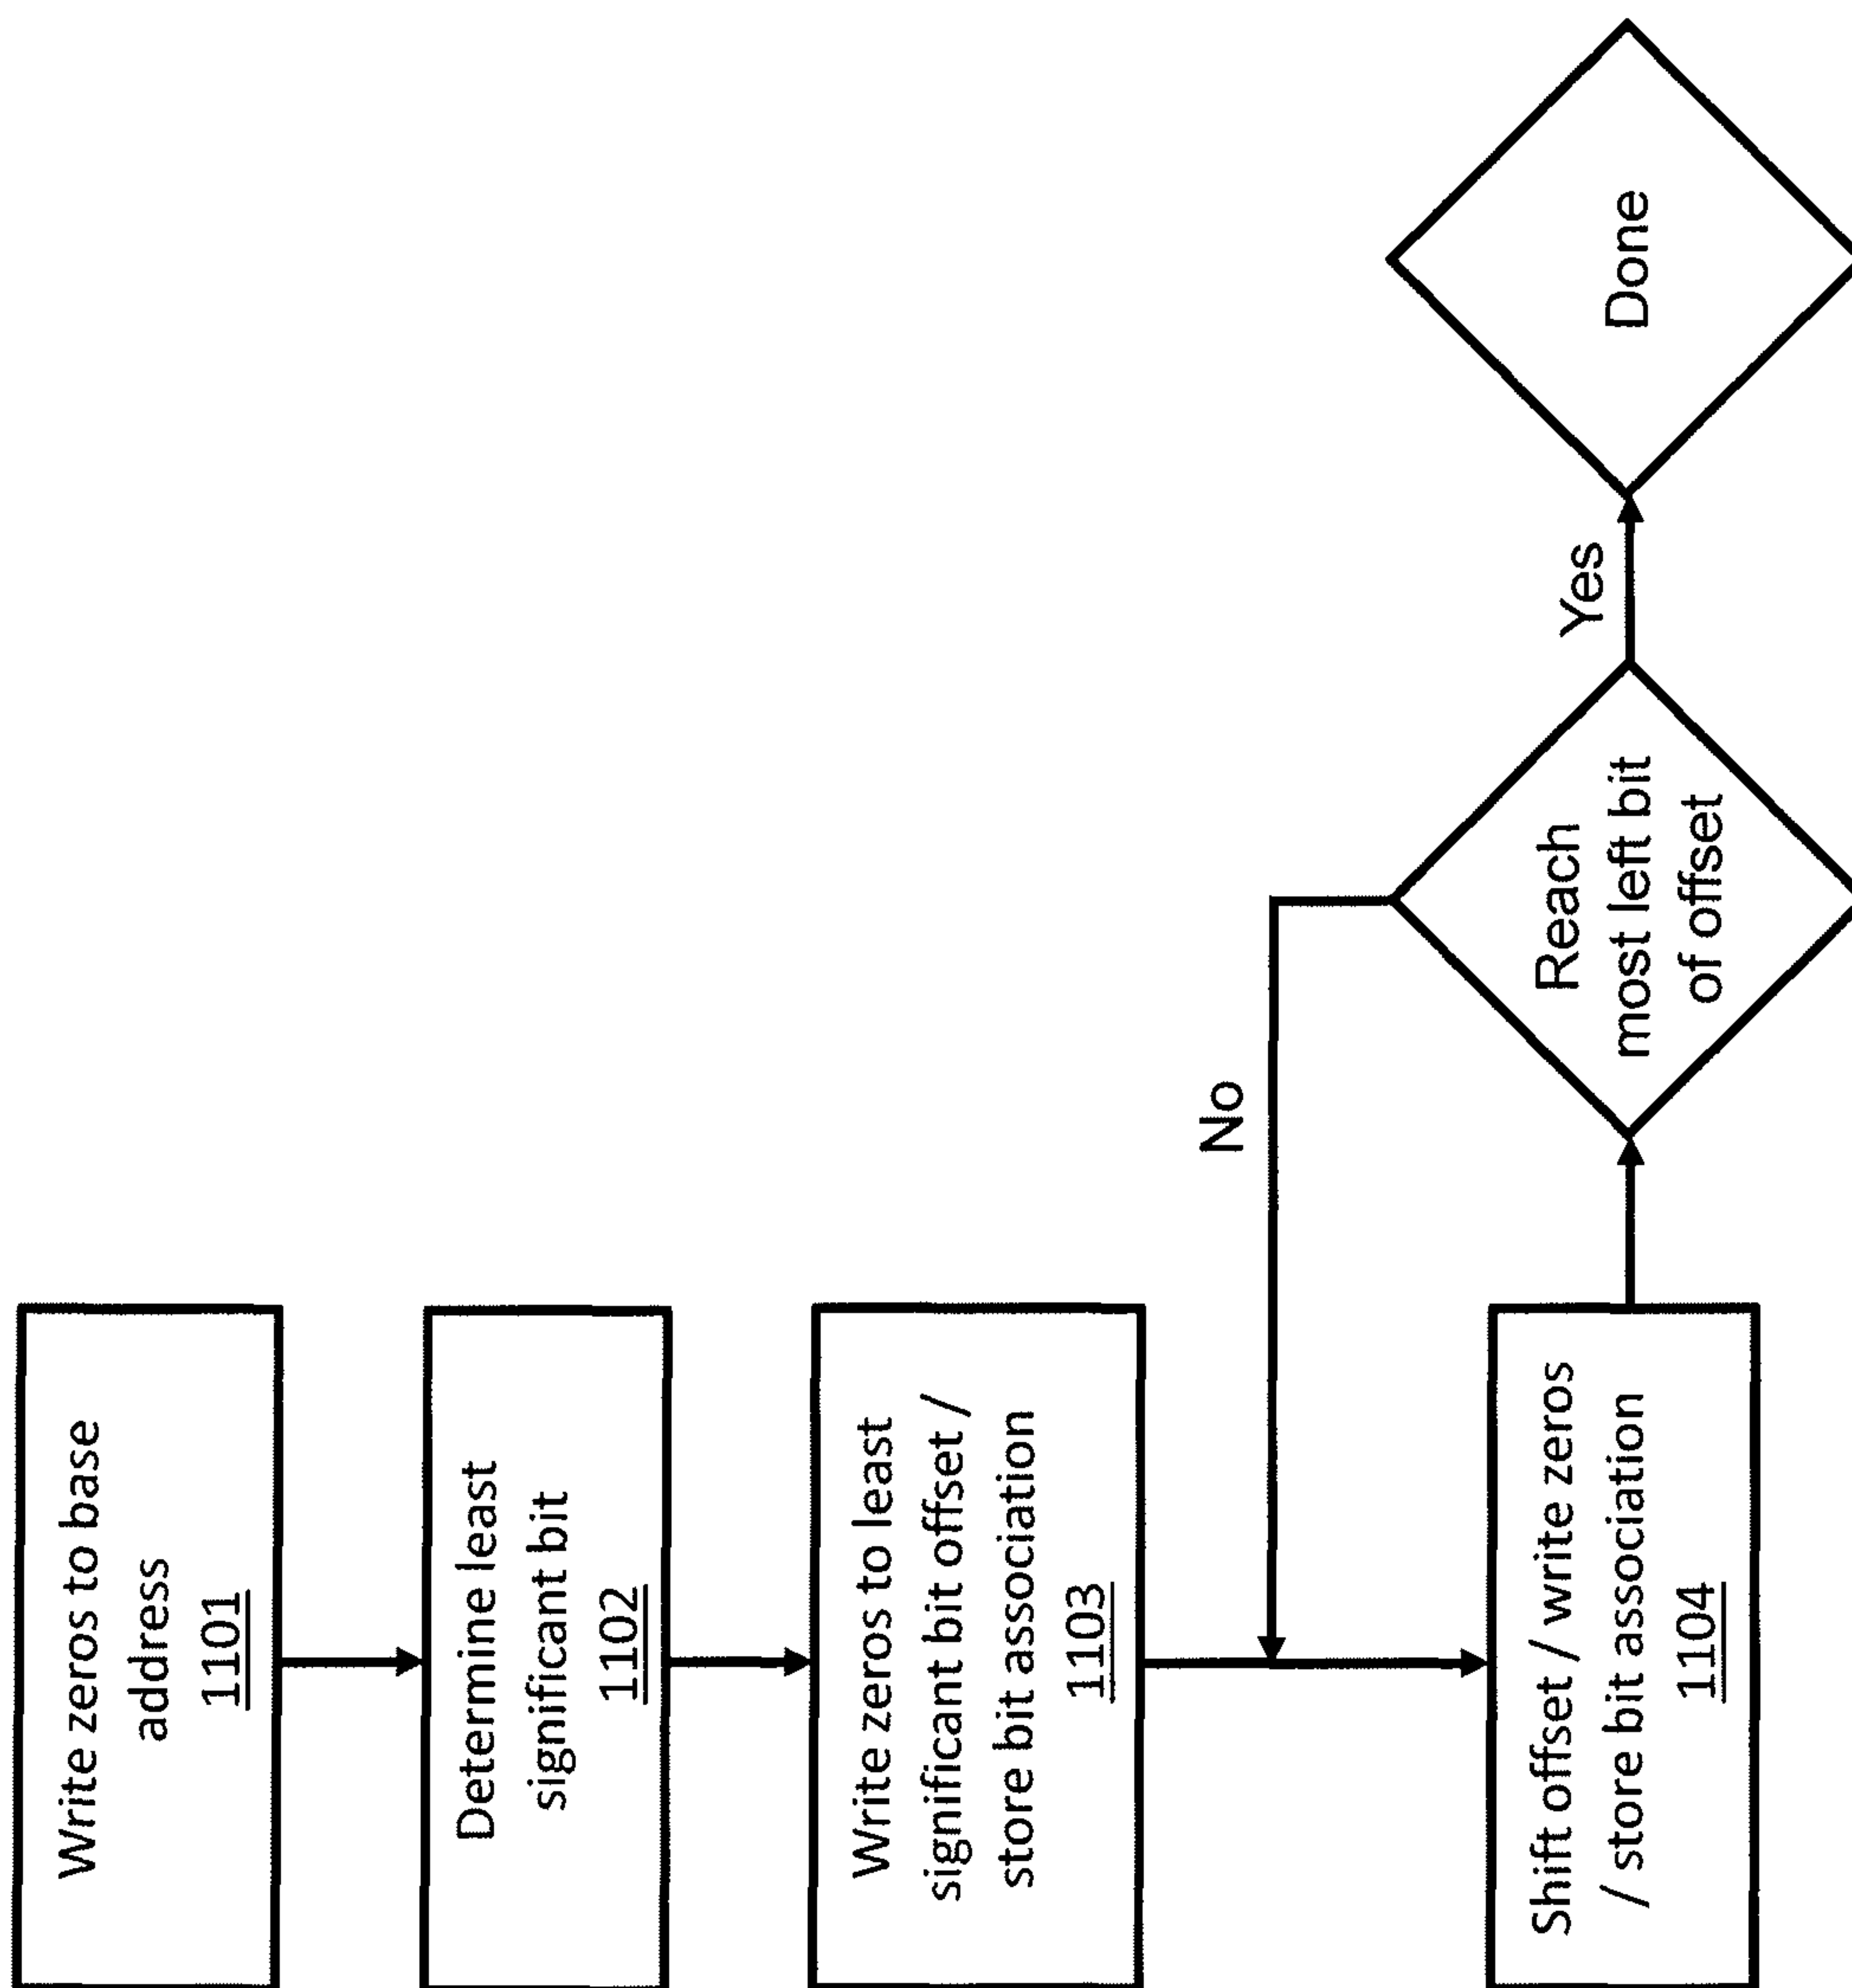 Write zeros to base
address
1101
Determine least
significant bit
1102
Write zeros to least
significant bit offset /
store bit association
1103
No
Shift offset / write zeros
/ store bit association
1104
Reach
most left bit
of offset
Yes
Done